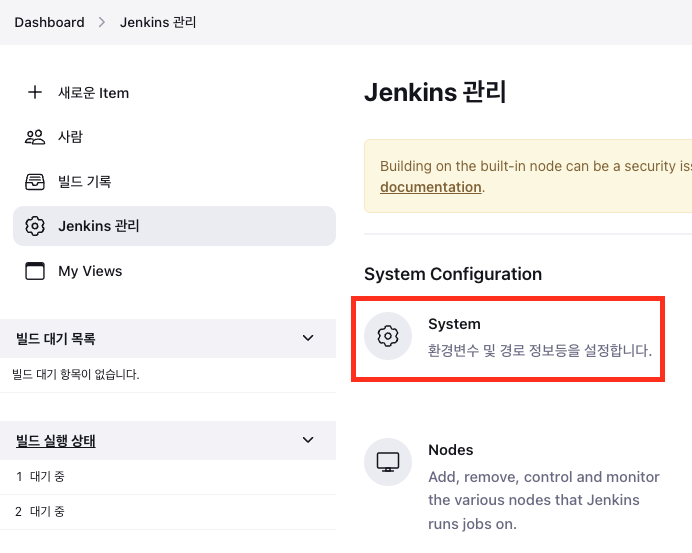 Dashboard > Jenkins 관리
새로운 Item
사람
빌드 기록
Jenkins 관리
My Views
빌드 대기 목록
빌드 대기 항목이 없습니다.
빌드 실행 상태
1 대기 중
2 대기 중
Jenkins 관리
Building on the built-in node can be a security
documentation.
System Configuration
System
환경변수 및 경로 정보등을 설정합니다.
Nodes
Add, remove, control and monitor
the various nodes that Jenkins
runs jobs on.